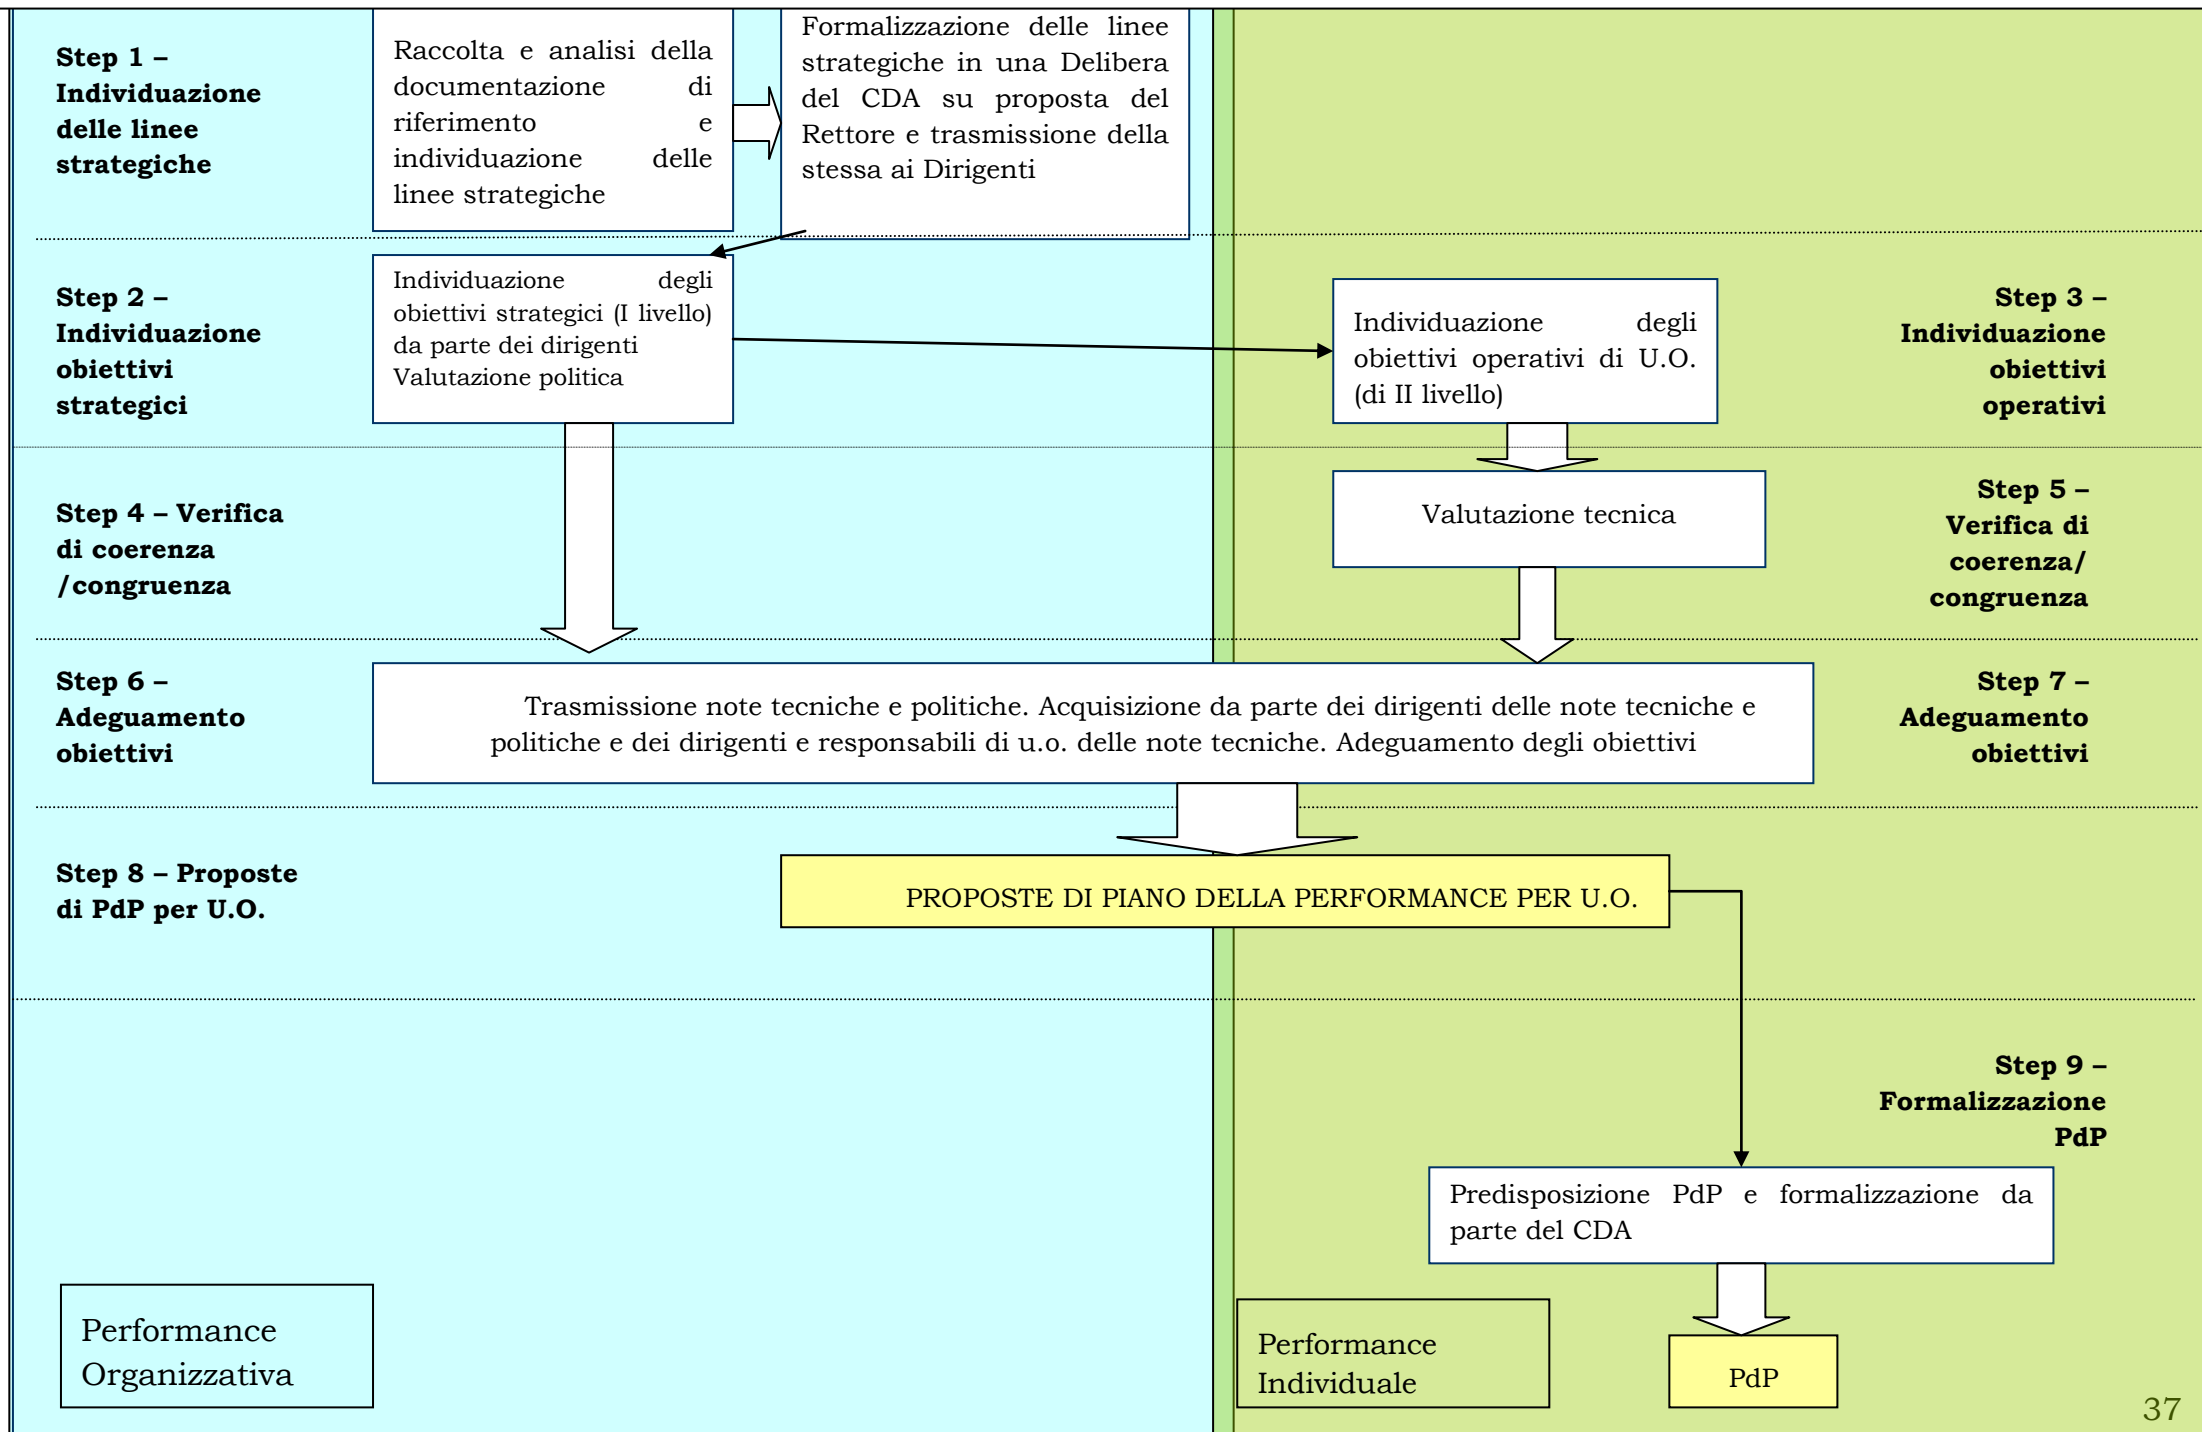 Step 1 –
Individuazione
delle linee
strategiche
Raccolta e analisi della
documentazione di
riferimento e
individuazione delle
linee strategiche
Formalizzazione delle linee
strategiche in una Delibera
del CDA su proposta del
Rettore e trasmissione della
stessa ai Dirigenti
Step 2 –
Individuazione
obiettivi
strategici
Individuazione degli
obiettivi strategici (I livello)
da parte dei dirigenti
Valutazione politica
Individuazione degli
obiettivi operativi di U.O.
(di II livello)
Step 3 –
Individuazione
obiettivi
operativi
Step 4 – Verifica
di coerenza
/congruenza
Valutazione tecnica
Step 5 –
Verifica di
coerenza/
congruenza
Step 6 –
Adeguamento
obiettivi
Trasmissione note tecniche e politiche. Acquisizione da parte dei dirigenti delle note tecniche e
politiche e dei dirigenti e responsabili di u.o. delle note tecniche. Adeguamento degli obiettivi
Step 7 –
Adeguamento
obiettivi
Step 8 – Proposte
di PdP per U.O.
PROPOSTE DI PIANO DELLA PERFORMANCE PER U.O.
Step 9 –
Formalizzazione
PdP
Predisposizione PdP e formalizzazione da
parte del CDA
Performance
Organizzativa
Performance
Individuale
PdP
37